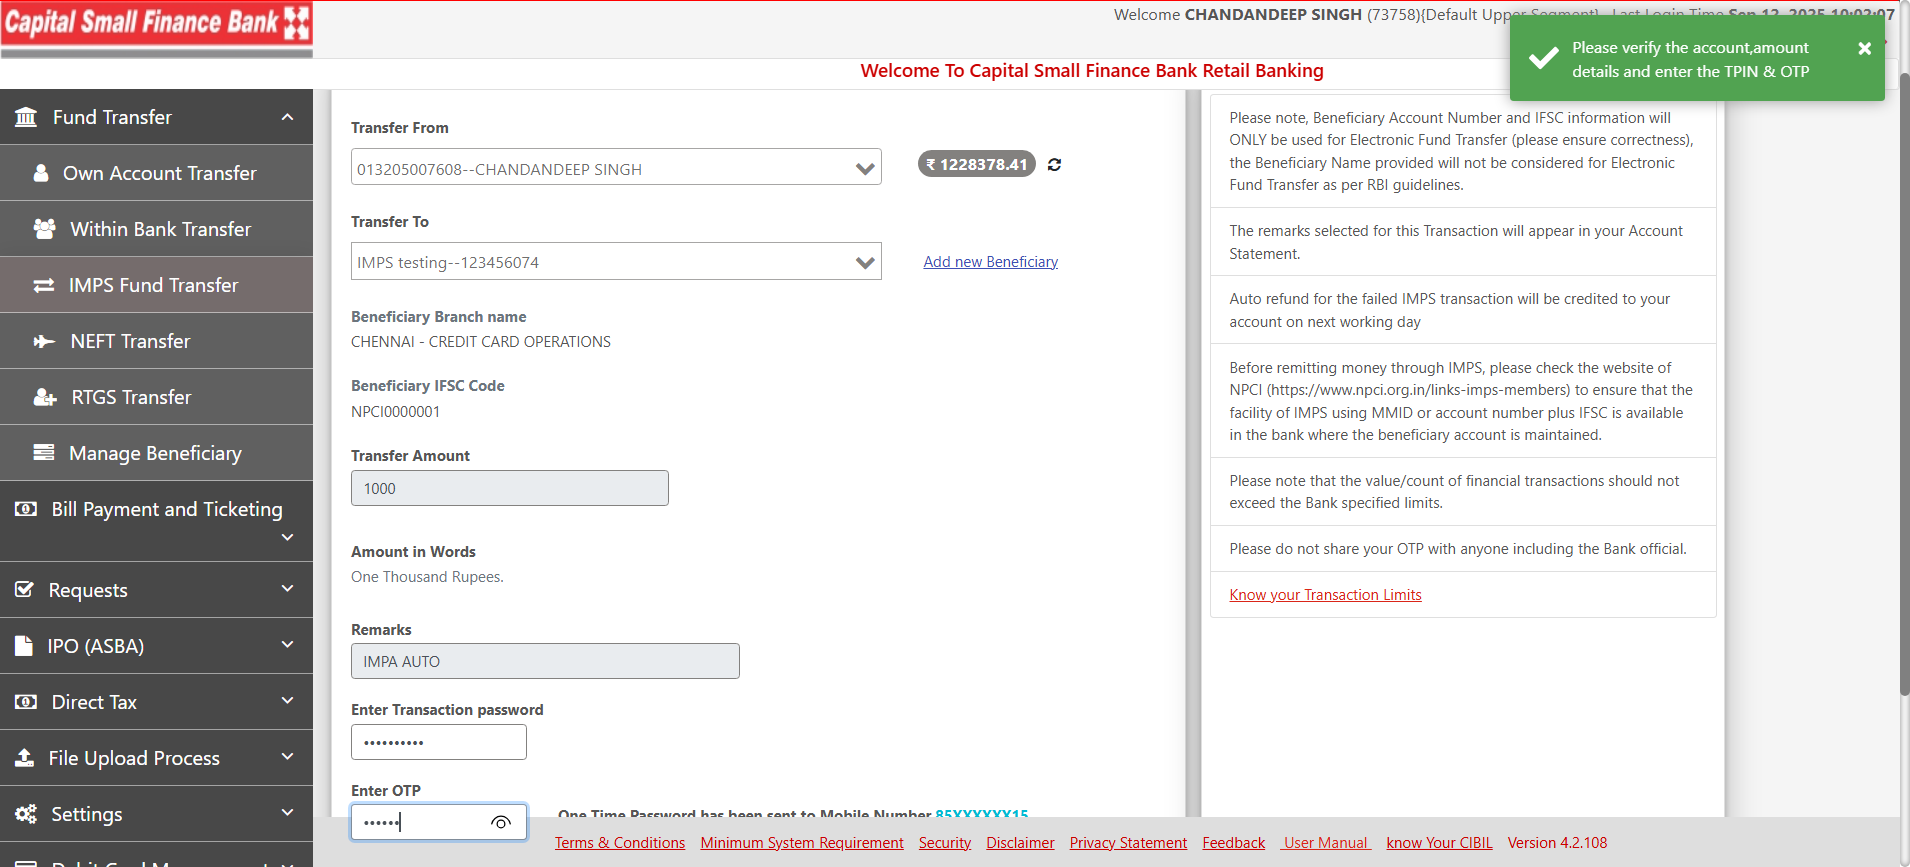 Capital Small Finance Bank
Welcome CHANDANDEEP SINGH (73758){Default Upper Segment} Last Login Time Sep 12, 2025 10:02:07
Please verify the account,amount
details and enter the TPIN & OTP
Welcome To Capital Small Finance Bank Retail Banking
Fund Transfer
Own Account Transfer
Within Bank Transfer
IMPS Fund Transfer
NEFT Transfer
RTGS Transfer
Manage Beneficiary
Bill Payment and Ticketing
Requests
IPO (ASBA)
Direct Tax
File Upload Process
Settings
Transfer From
013205007608--CHANDANDEEP SINGH
₹ 1228378.41
Transfer To
IMPS testing--123456074
Add new Beneficiary
Beneficiary Branch name
CHENNAI - CREDIT CARD OPERATIONS
Beneficiary IFSC Code
NPCI0000001
Transfer Amount
1000
Amount in Words
One Thousand Rupees.
Remarks
IMPA AUTO
Enter Transaction password
••••••••••
Enter OTP
••••••
One Time Password has been sent to Mobile Number 85XXXXXX15
Please note, Beneficiary Account Number and IFSC information will
ONLY be used for Electronic Fund Transfer (please ensure correctness),
the Beneficiary Name provided will not be considered for Electronic
Fund Transfer as per RBI guidelines.
The remarks selected for this Transaction will appear in your Account
Statement.
Auto refund for the failed IMPS transaction will be credited to your
account on next working day
Before remitting money through IMPS, please check the website of
NPCI (https://www.npci.org.in/links-imps-members) to ensure that the
facility of IMPS using MMID or account number plus IFSC is available
in the bank where the beneficiary account is maintained.
Please note that the value/count of financial transactions should not
exceed the Bank specified limits.
Please do not share your OTP with anyone including the Bank official.
Know your Transaction Limits
Terms & Conditions Minimum System Requirement Security Disclaimer Privacy Statement Feedback User Manual know Your CIBIL Version 4.2.108